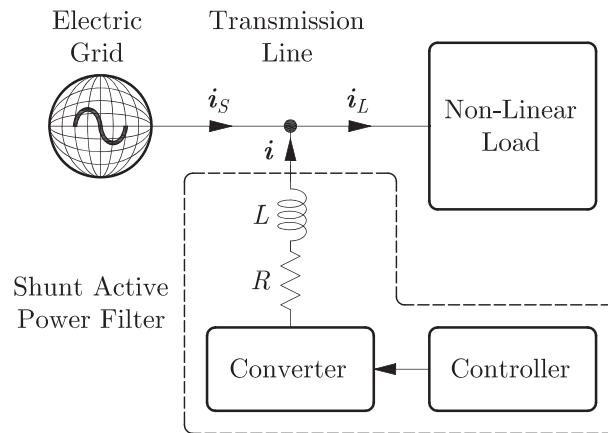 Electric
Grid
Transmission
Line
i_S
i_L
Non-Linear
Load
i
L
R
Shunt Active
Power Filter
Converter
Controller